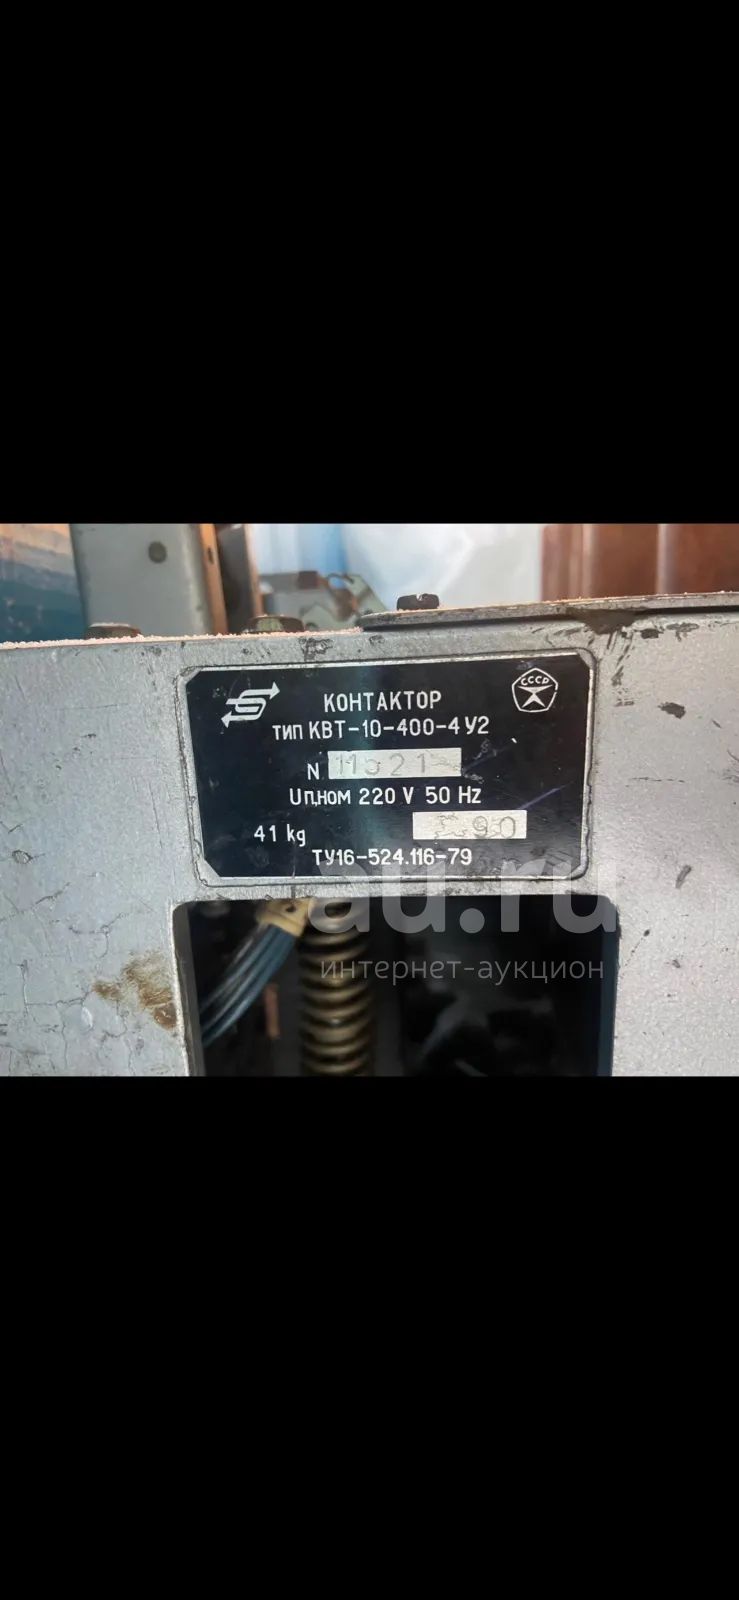 КОНТАКТОР
СССР
тип КВТ-10-400-4 У2
N
Uп,ном 220 V 50 Hz
41 kg 90
ТУ16-524.116-79
au.ru
интернет-аукцион